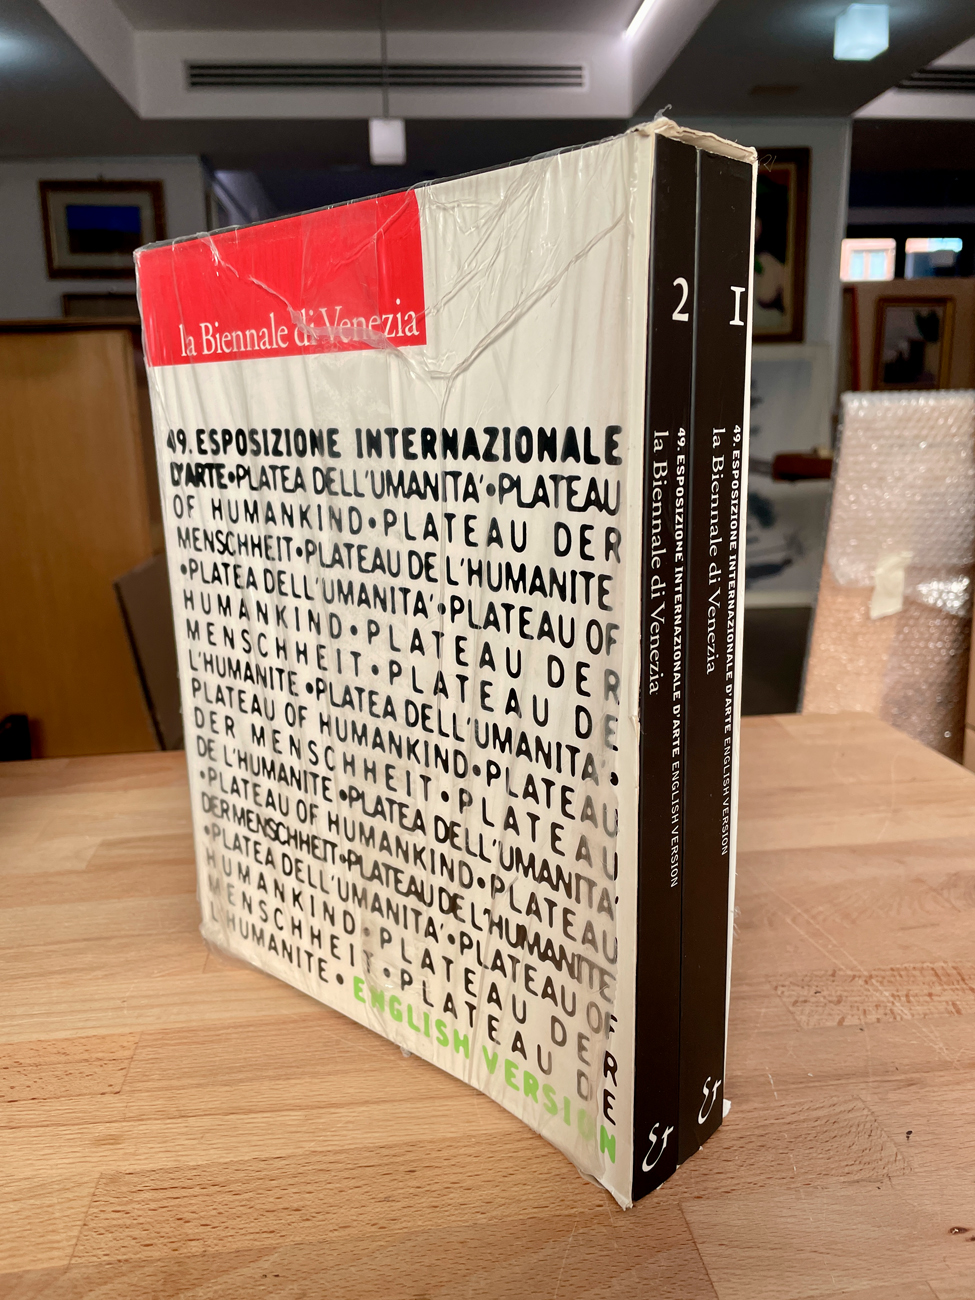 la Biennale di Venezia
49. ESPOSIZIONE INTERNAZIONALE
D'ARTE•PLATEA DELL'UMANITA'•PLATEAU
OF HUMANKIND•PLATEAU DER
MENSCHHEIT•PLATEAU DE L'HUMANITE
•PLATEA DELL'UMANITA'•PLATEAU OF
HUMANKIND•PLATEAU DER
MENSCHHEIT•PLATEAU DE
L'HUMANITE•PLATEA DELL'UMANITA'•
PLATEAU OF HUMANKIND•PLATEAU
DER MENSCHHEIT•PLATEAU
DE L'HUMANITE•PLATEA DELL'UMANITA'
•PLATEAU OF HUMANKIND•PLATEAU
DER MENSCHHEIT•PLATEAU DE L'HUMANITE
•PLATEA DELL'UMANITA'•PLATEAU OF
HUMANKIND•PLATEAU DER
MENSCHHEIT•PLATEAU DE
L'HUMANITE• ENGLISH VERSION
2
49. ESPOSIZIONE INTERNAZIONALE D'ARTE ENGLISH VERSION
la Biennale di Venezia
&
1
49. ESPOSIZIONE INTERNAZIONALE D'ARTE ENGLISH VERSION
la Biennale di Venezia
&